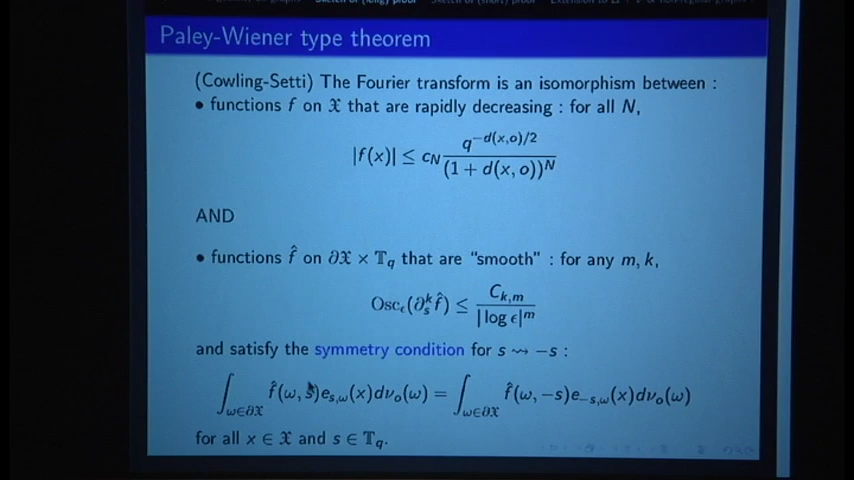 Paley-Wiener type theorem
(Cowling-Setti) The Fourier transform is an isomorphism between :
• functions f on 𝔛 that are rapidly decreasing : for all N,
|f(x)| ≤ c_N q^{-d(x,o)/2} / (1 + d(x, o))^N
AND
• functions f̂ on ∂𝔛 × 𝕋_q that are "smooth" : for any m, k,
Osc_ϵ(∂_s^k f̂) ≤ C_{k,m} / |log ϵ|^m
and satisfy the symmetry condition for s ⇝ −s :
∫_{ω∈∂𝔛} f̂(ω, s)e_{s,ω}(x)dν_o(ω) = ∫_{ω∈∂𝔛} f̂(ω, −s)e_{−s,ω}(x)dν_o(ω)
for all x ∈ 𝔛 and s ∈ 𝕋_q.